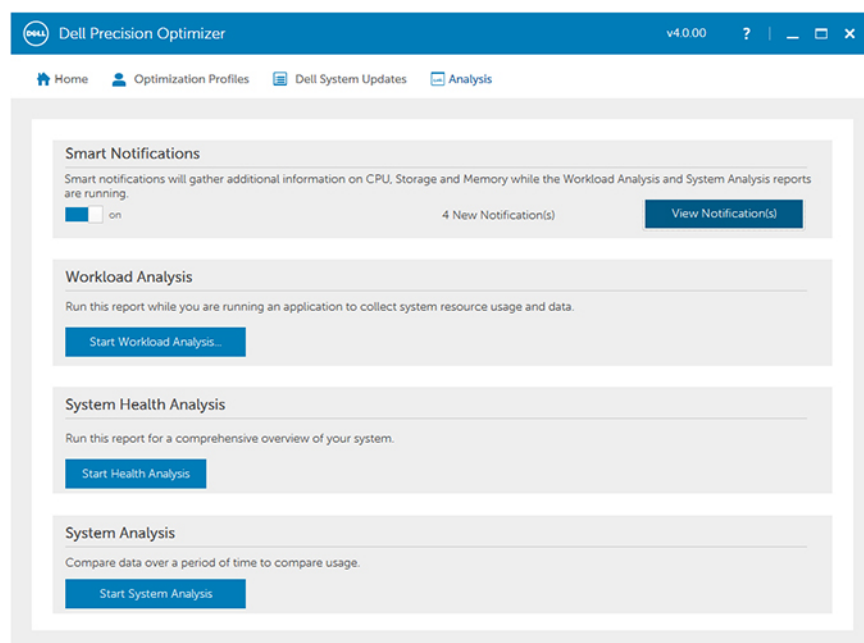 DELL Dell Precision Optimizer v4.0.00 ?
Home Optimization Profiles Dell System Updates Analysis
Smart Notifications
Smart notifications will gather additional information on CPU, Storage and Memory while the Workload Analysis and System Analysis reports
are running.
on 4 New Notification(s) View Notification(s)
Workload Analysis
Run this report while you are running an application to collect system resource usage and data.
Start Workload Analysis...
System Health Analysis
Run this report for a comprehensive overview of your system.
Start Health Analysis
System Analysis
Compare data over a period of time to compare usage.
Start System Analysis